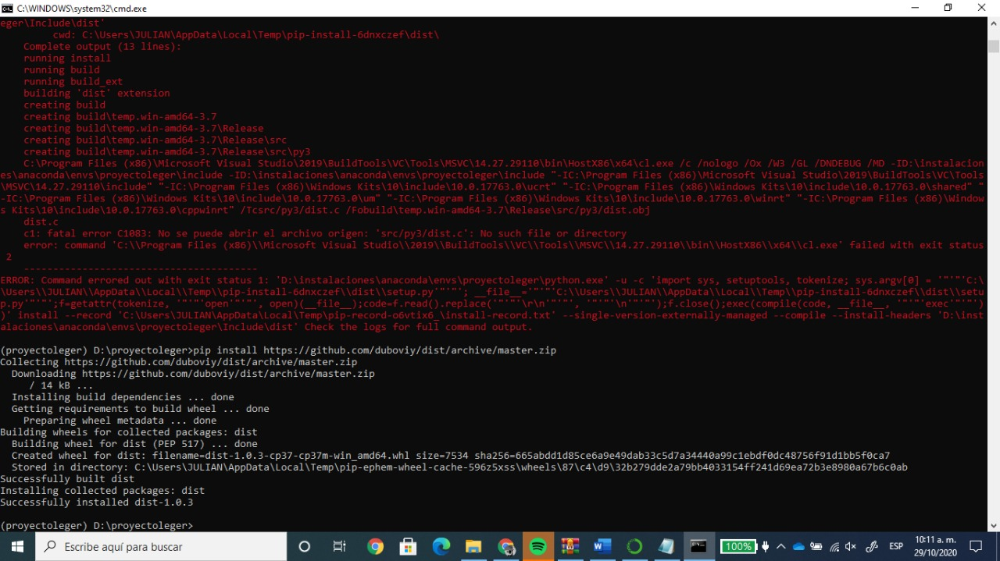 C:\WINDOWS\system32\cmd.exe
eger\Include\dist'
cwd: C:\Users\JULIAN\AppData\Local\Temp\pip-install-6dnxczef\dist\
Complete output (13 lines):
running install
running build
running build_ext
building 'dist' extension
creating build
creating build\temp.win-amd64-3.7
creating build\temp.win-amd64-3.7\Release
creating build\temp.win-amd64-3.7\Release\src
creating build\temp.win-amd64-3.7\Release\src\py3
C:\Program Files (x86)\Microsoft Visual Studio\2019\BuildTools\VC\Tools\MSVC\14.27.29110\bin\HostX86\x64\cl.exe /c /nologo /Ox /W3 /GL /DNDEBUG /MD -ID:\instalacion
es\anaconda\envs\proyectoleger\include -ID:\instalaciones\anaconda\envs\proyectoleger\include "-IC:\Program Files (x86)\Microsoft Visual Studio\2019\BuildTools\VC\Tools
\MSVC\14.27.29110\include" "-IC:\Program Files (x86)\Windows Kits\10\include\10.0.17763.0\ucrt" "-IC:\Program Files (x86)\Windows Kits\10\include\10.0.17763.0\shared" "
-IC:\Program Files (x86)\Windows Kits\10\include\10.0.17763.0\um" "-IC:\Program Files (x86)\Windows Kits\10\include\10.0.17763.0\winrt" "-IC:\Program Files (x86)\Window
s Kits\10\include\10.0.17763.0\cppwinrt" /Tcsrc/py3/dist.c /Fobuild\temp.win-amd64-3.7\Release\src/py3/dist.obj
dist.c
c1: fatal error C1083: No se puede abrir el archivo origen: 'src/py3/dist.c': No such file or directory
error: command 'C:\\Program Files (x86)\\Microsoft Visual Studio\\2019\\BuildTools\\VC\\Tools\\MSVC\\14.27.29110\\bin\\HostX86\\x64\\cl.exe' failed with exit status
2
----------------------------------------
ERROR: Command errored out with exit status 1: 'D:\instalaciones\anaconda\envs\proyectoleger\python.exe' -u -c 'import sys, setuptools, tokenize; sys.argv[0] = '"'"'C:\
\Users\\JULIAN\\AppData\\Local\\Temp\\pip-install-6dnxczef\\dist\\setup.py'"'"'; __file__='"'"'C:\\Users\\JULIAN\\AppData\\Local\\Temp\\pip-install-6dnxczef\\dist\\setu
p.py'"'"';f=getattr(tokenize, '"'"'open'"'"', open)(__file__);code=f.read().replace('"'"'\r\n'"'"', '"'"'\n'"'"');f.close();exec(compile(code, __file__, '"'"'exec'"'"')
)' install --record 'C:\Users\JULIAN\AppData\Local\Temp\pip-record-o6vtix6_\install-record.txt' --single-version-externally-managed --compile --install-headers 'D:\inst
alaciones\anaconda\envs\proyectoleger\Include\dist' Check the logs for full command output.
(proyectoleger) D:\proyectoleger>pip install https://github.com/duboviy/dist/archive/master.zip
Collecting https://github.com/duboviy/dist/archive/master.zip
Downloading https://github.com/duboviy/dist/archive/master.zip
/ 14 kB ...
Installing build dependencies ... done
Getting requirements to build wheel ... done
Preparing wheel metadata ... done
Building wheels for collected packages: dist
Building wheel for dist (PEP 517) ... done
Created wheel for dist: filename=dist-1.0.3-cp37-cp37m-win_amd64.whl size=7534 sha256=665abdd1d85ce6a9e49dab33c5d7a34440a99c1ebdf0dc48756f91d1bb5f0ca7
Stored in directory: C:\Users\JULIAN\AppData\Local\Temp\pip-ephem-wheel-cache-596z5xss\wheels\87\c4\d9\32b279dde2a79bb4033154ff241d69ea72b3e8980a67b6c0ab
Successfully built dist
Installing collected packages: dist
Successfully installed dist-1.0.3
(proyectoleger) D:\proyectoleger>
Escribe aquí para buscar
100%
ESP
10:11 a. m.
29/10/2020